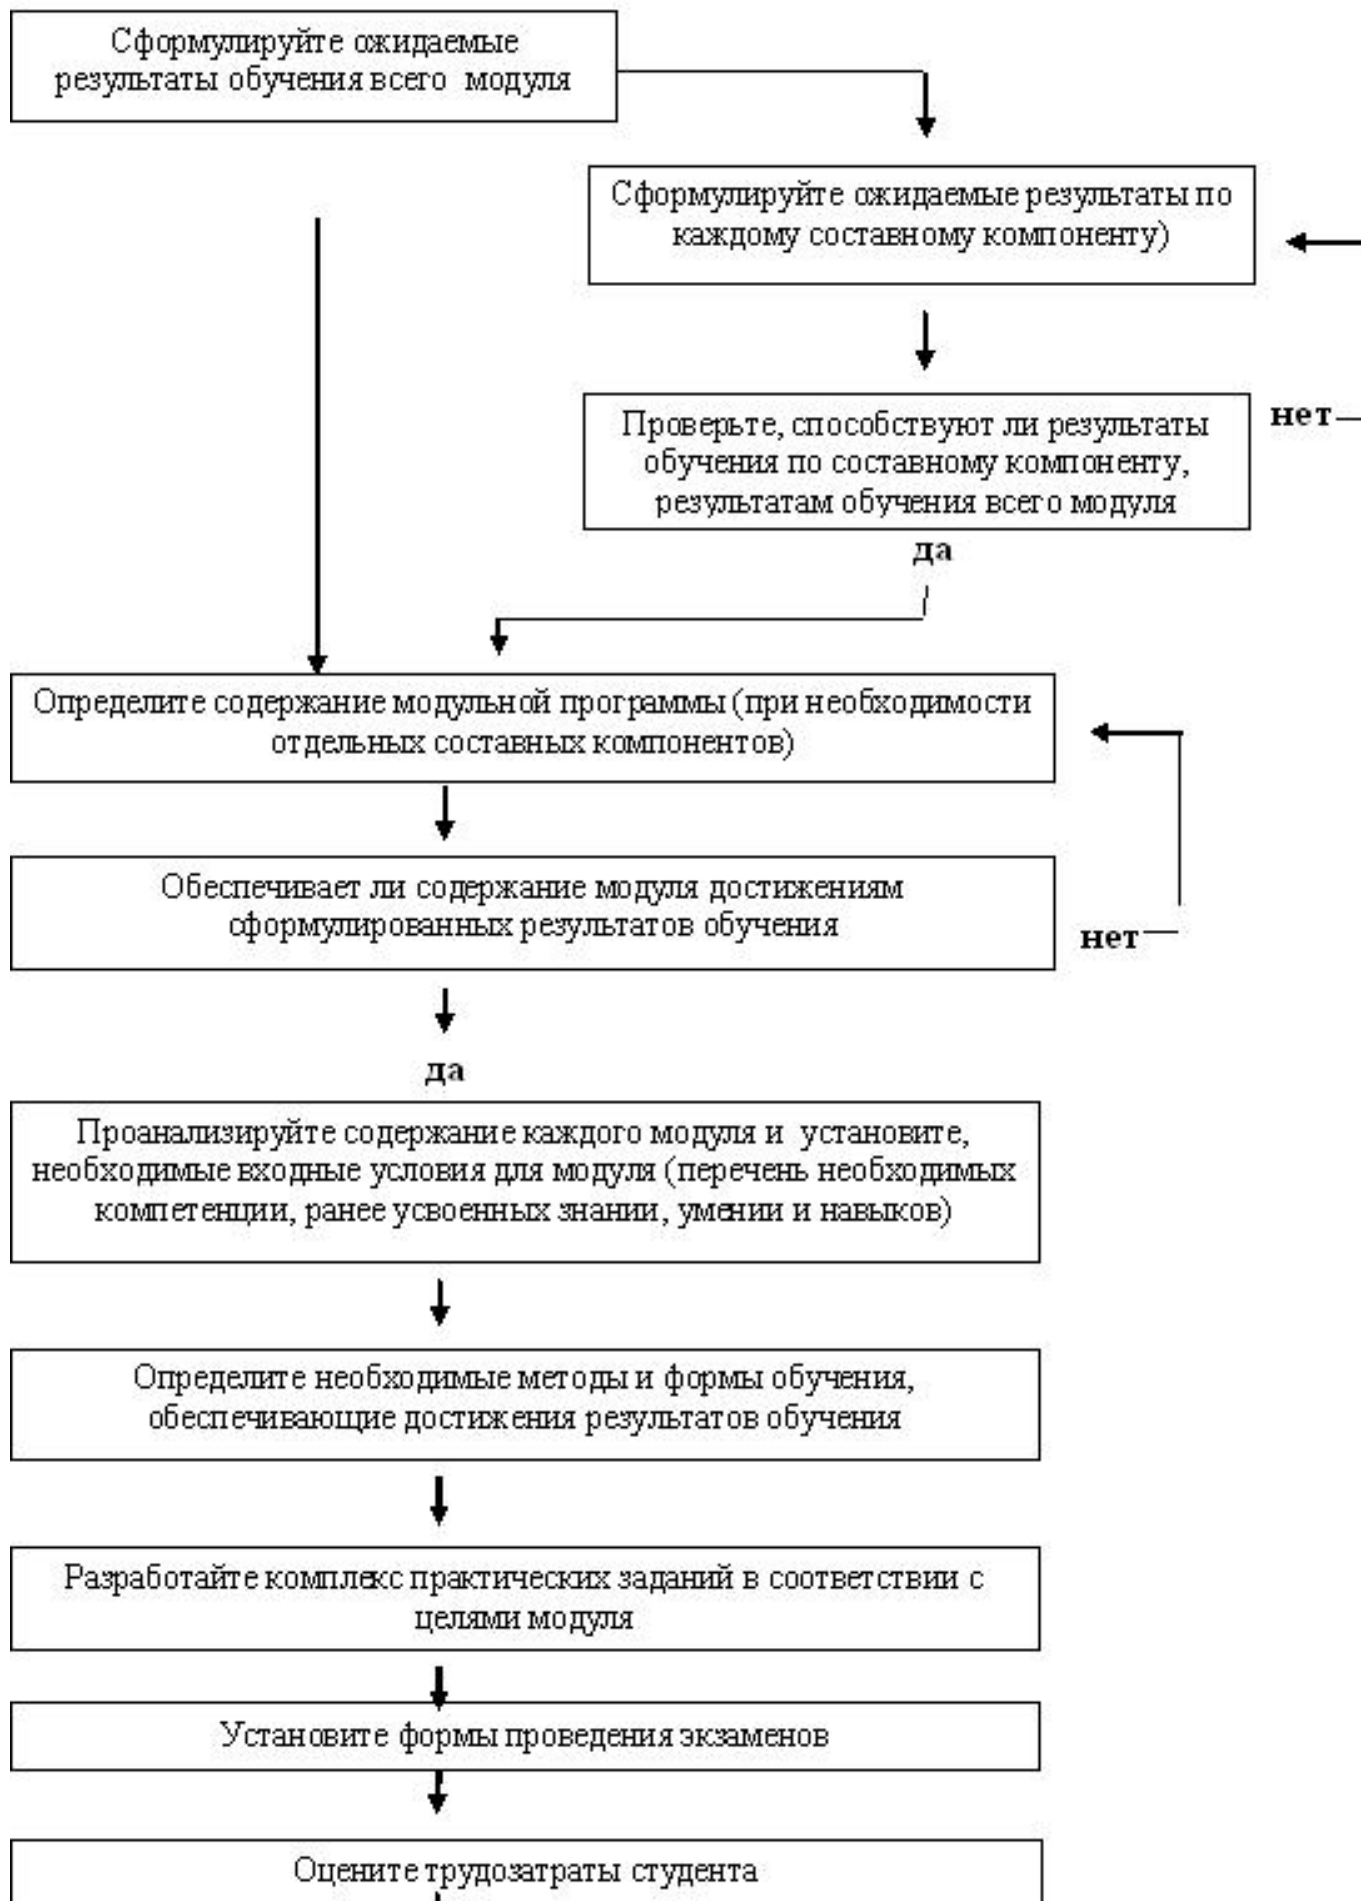 Сформулируйте ожидаемые
результаты обучения всего модуля
Сформулируйте ожидаемые результаты по
каждому составному компоненту)
Проверьте, способствуют ли результаты
обучения по составному компоненту,
результатам обучения всего модуля
нет
да
Определите содержание модульной программы (при необходимости
отдельных составных компонентов)
Обеспечивает ли содержание модуля достижениям
сформулированных результатов обучения
нет
да
Проанализируйте содержание каждого модуля и установите,
необходимые входные условия для модуля (перечень необходимых
компетенции, ранее усвоенных знании, умении и навыков)
Определите необходимые методы и формы обучения,
обеспечивающие достижения результатов обучения
Разработайте комплекс практических заданий в соответствии с
целями модуля
Установите формы проведения экзаменов
Оцените трудозатраты студента